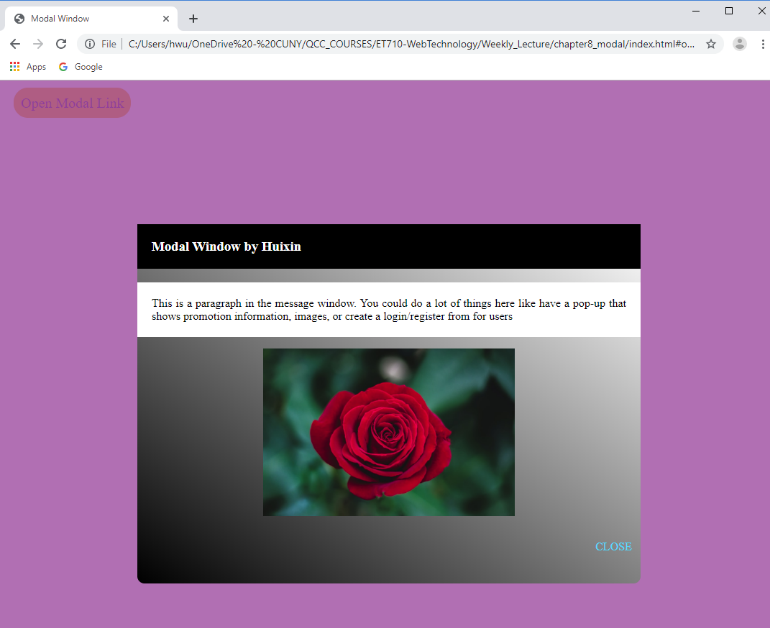 Modal Window
File
C:/Users/hwu/OneDrive%20-%20CUNY/QCC_COURSES/ET710-WebTechnology/Weekly_Lecture/chapter8_modal/index.html#o...
Apps
Google
Open Modal Link
Modal Window by Huixin
This is a paragraph in the message window. You could do a lot of things here like have a pop-up that
shows promotion information, images, or create a login/register from for users
CLOSE